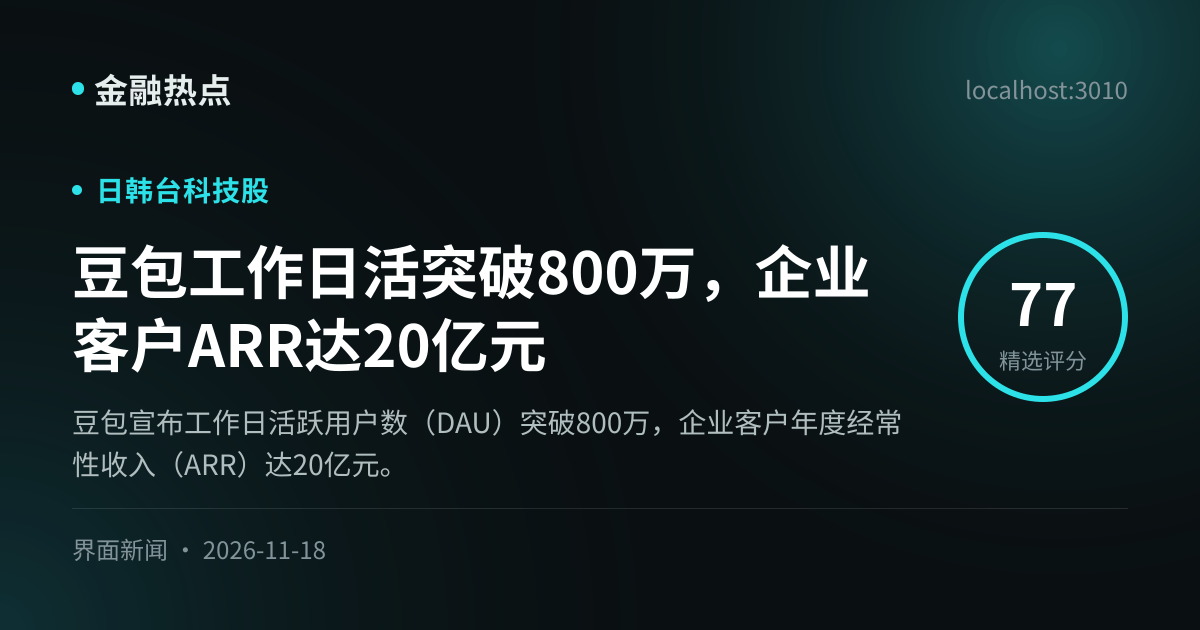 金融热点
localhost:3010
日韩台科技股
豆包工作日活突破800万，企业
客户ARR达20亿元
77
精选评分
豆包宣布工作日活跃用户数（DAU）突破800万，企业客户年度经常
性收入（ARR）达20亿元。
界面新闻 · 2026-11-18